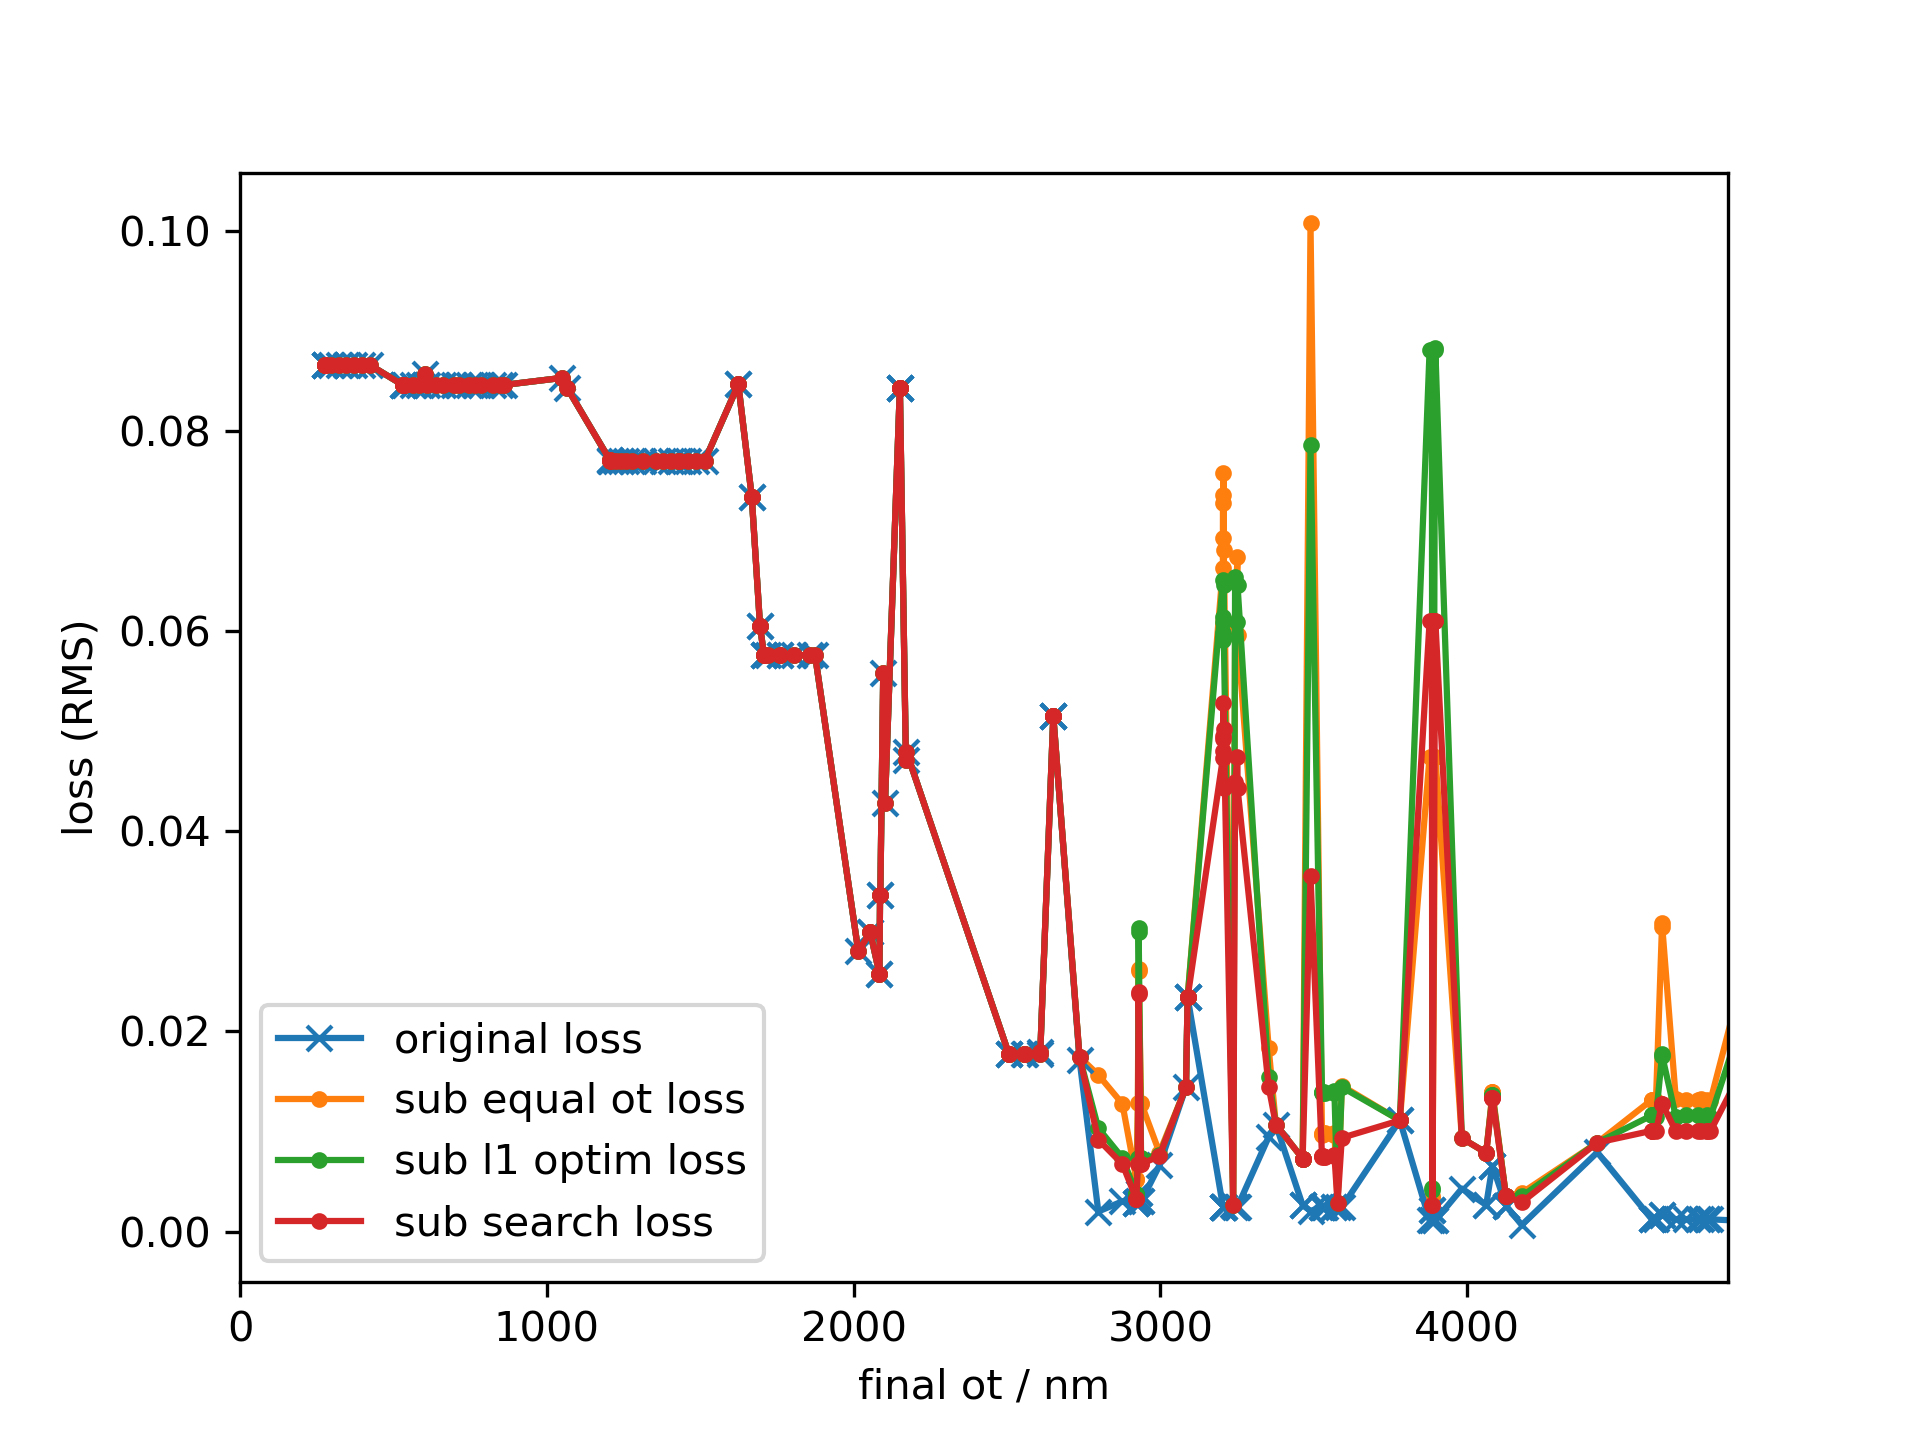 0.10
0.08
0.06
0.04
0.02
0.00
loss (RMS)
original loss
sub equal ot loss
sub l1 optim loss
sub search loss
0 1000 2000 3000 4000
final ot / nm